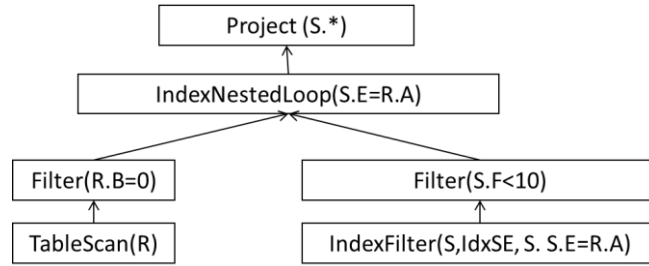 Project (S.*)
IndexNestedLoop(S.E=R.A)
Filter(R.B=0)
Filter(S.F<10)
TableScan(R)
IndexFilter(S,IdxSE, S. S.E=R.A)